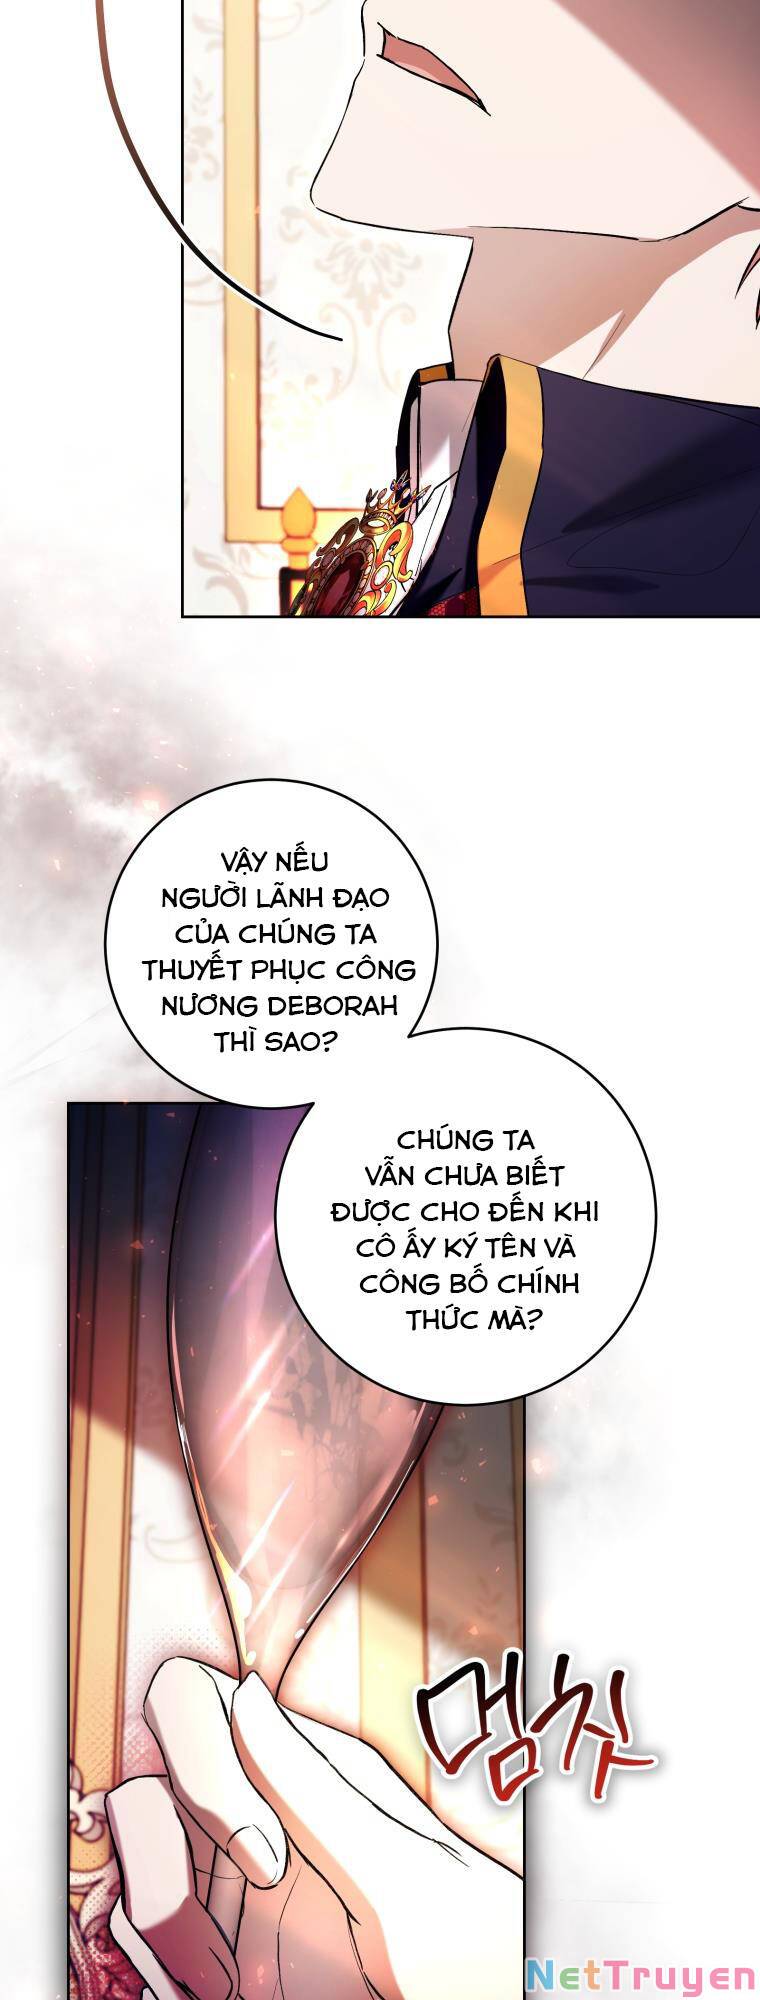 VẬY NẾU
NGƯỜI LÃNH ĐẠO
CỦA CHÚNG TA
THUYẾT PHỤC CÔNG
NƯƠNG DEBORAH
THÌ SAO?
CHÚNG TA
VẪN CHƯA BIẾT
ĐƯỢC CHO ĐẾN KHI
CÔ ẤY KÝ TÊN VÀ
CÔNG BỐ CHÍNH
THỨC MÀ?
멈칫
NetTruyen